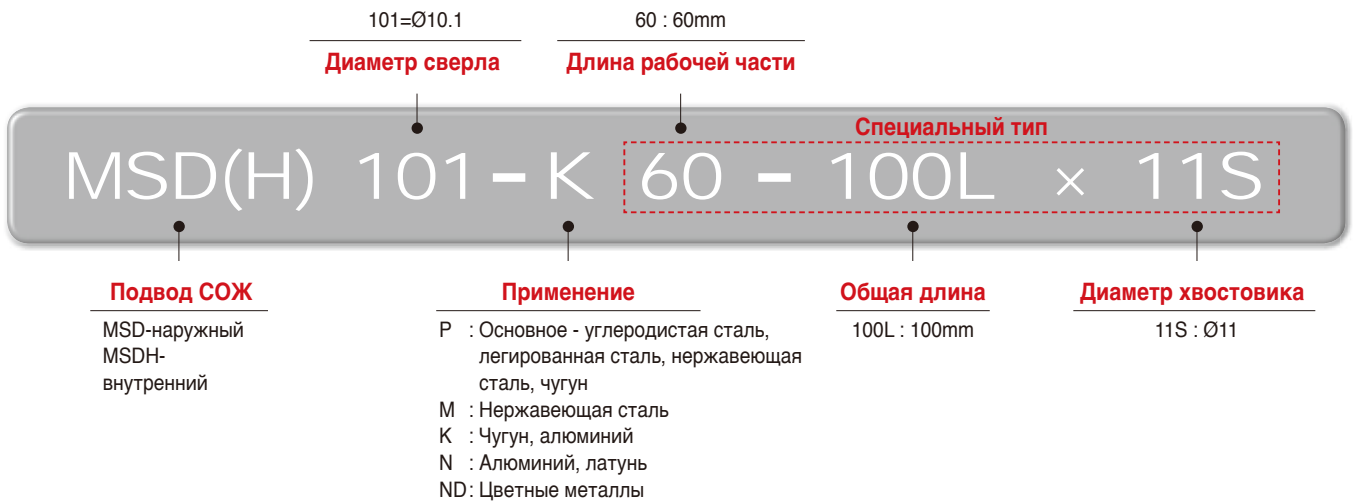 101=Ø10.1
60 : 60mm
Диаметр сверла
Длина рабочей части
Специальный тип
MSD(H) 101 - K 60 - 100L × 11S
Подвод СОЖ
MSD-наружный
MSDH-
внутренний
Применение
P : Основное - углеродистая сталь,
легированная сталь, нержавеющая
сталь, чугун
M : Нержавеющая сталь
K : Чугун, алюминий
N : Алюминий, латунь
ND: Цветные металлы
Общая длина
100L : 100mm
Диаметр хвостовика
11S : Ø11